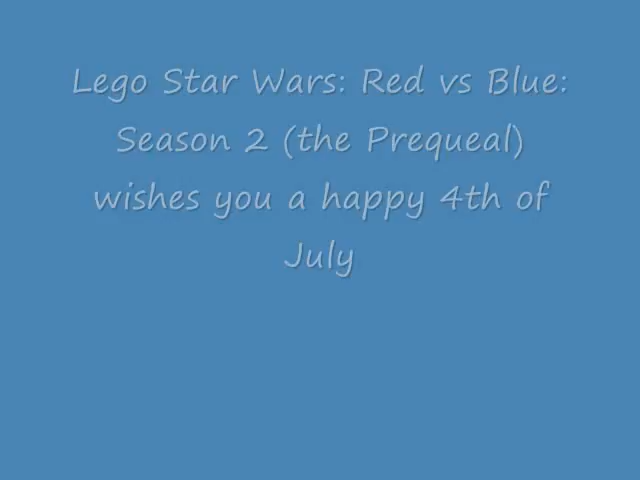 Lego Star Wars: Red vs Blue:
Season 2 (the Prequeal)
wishes you a happy 4th of
July